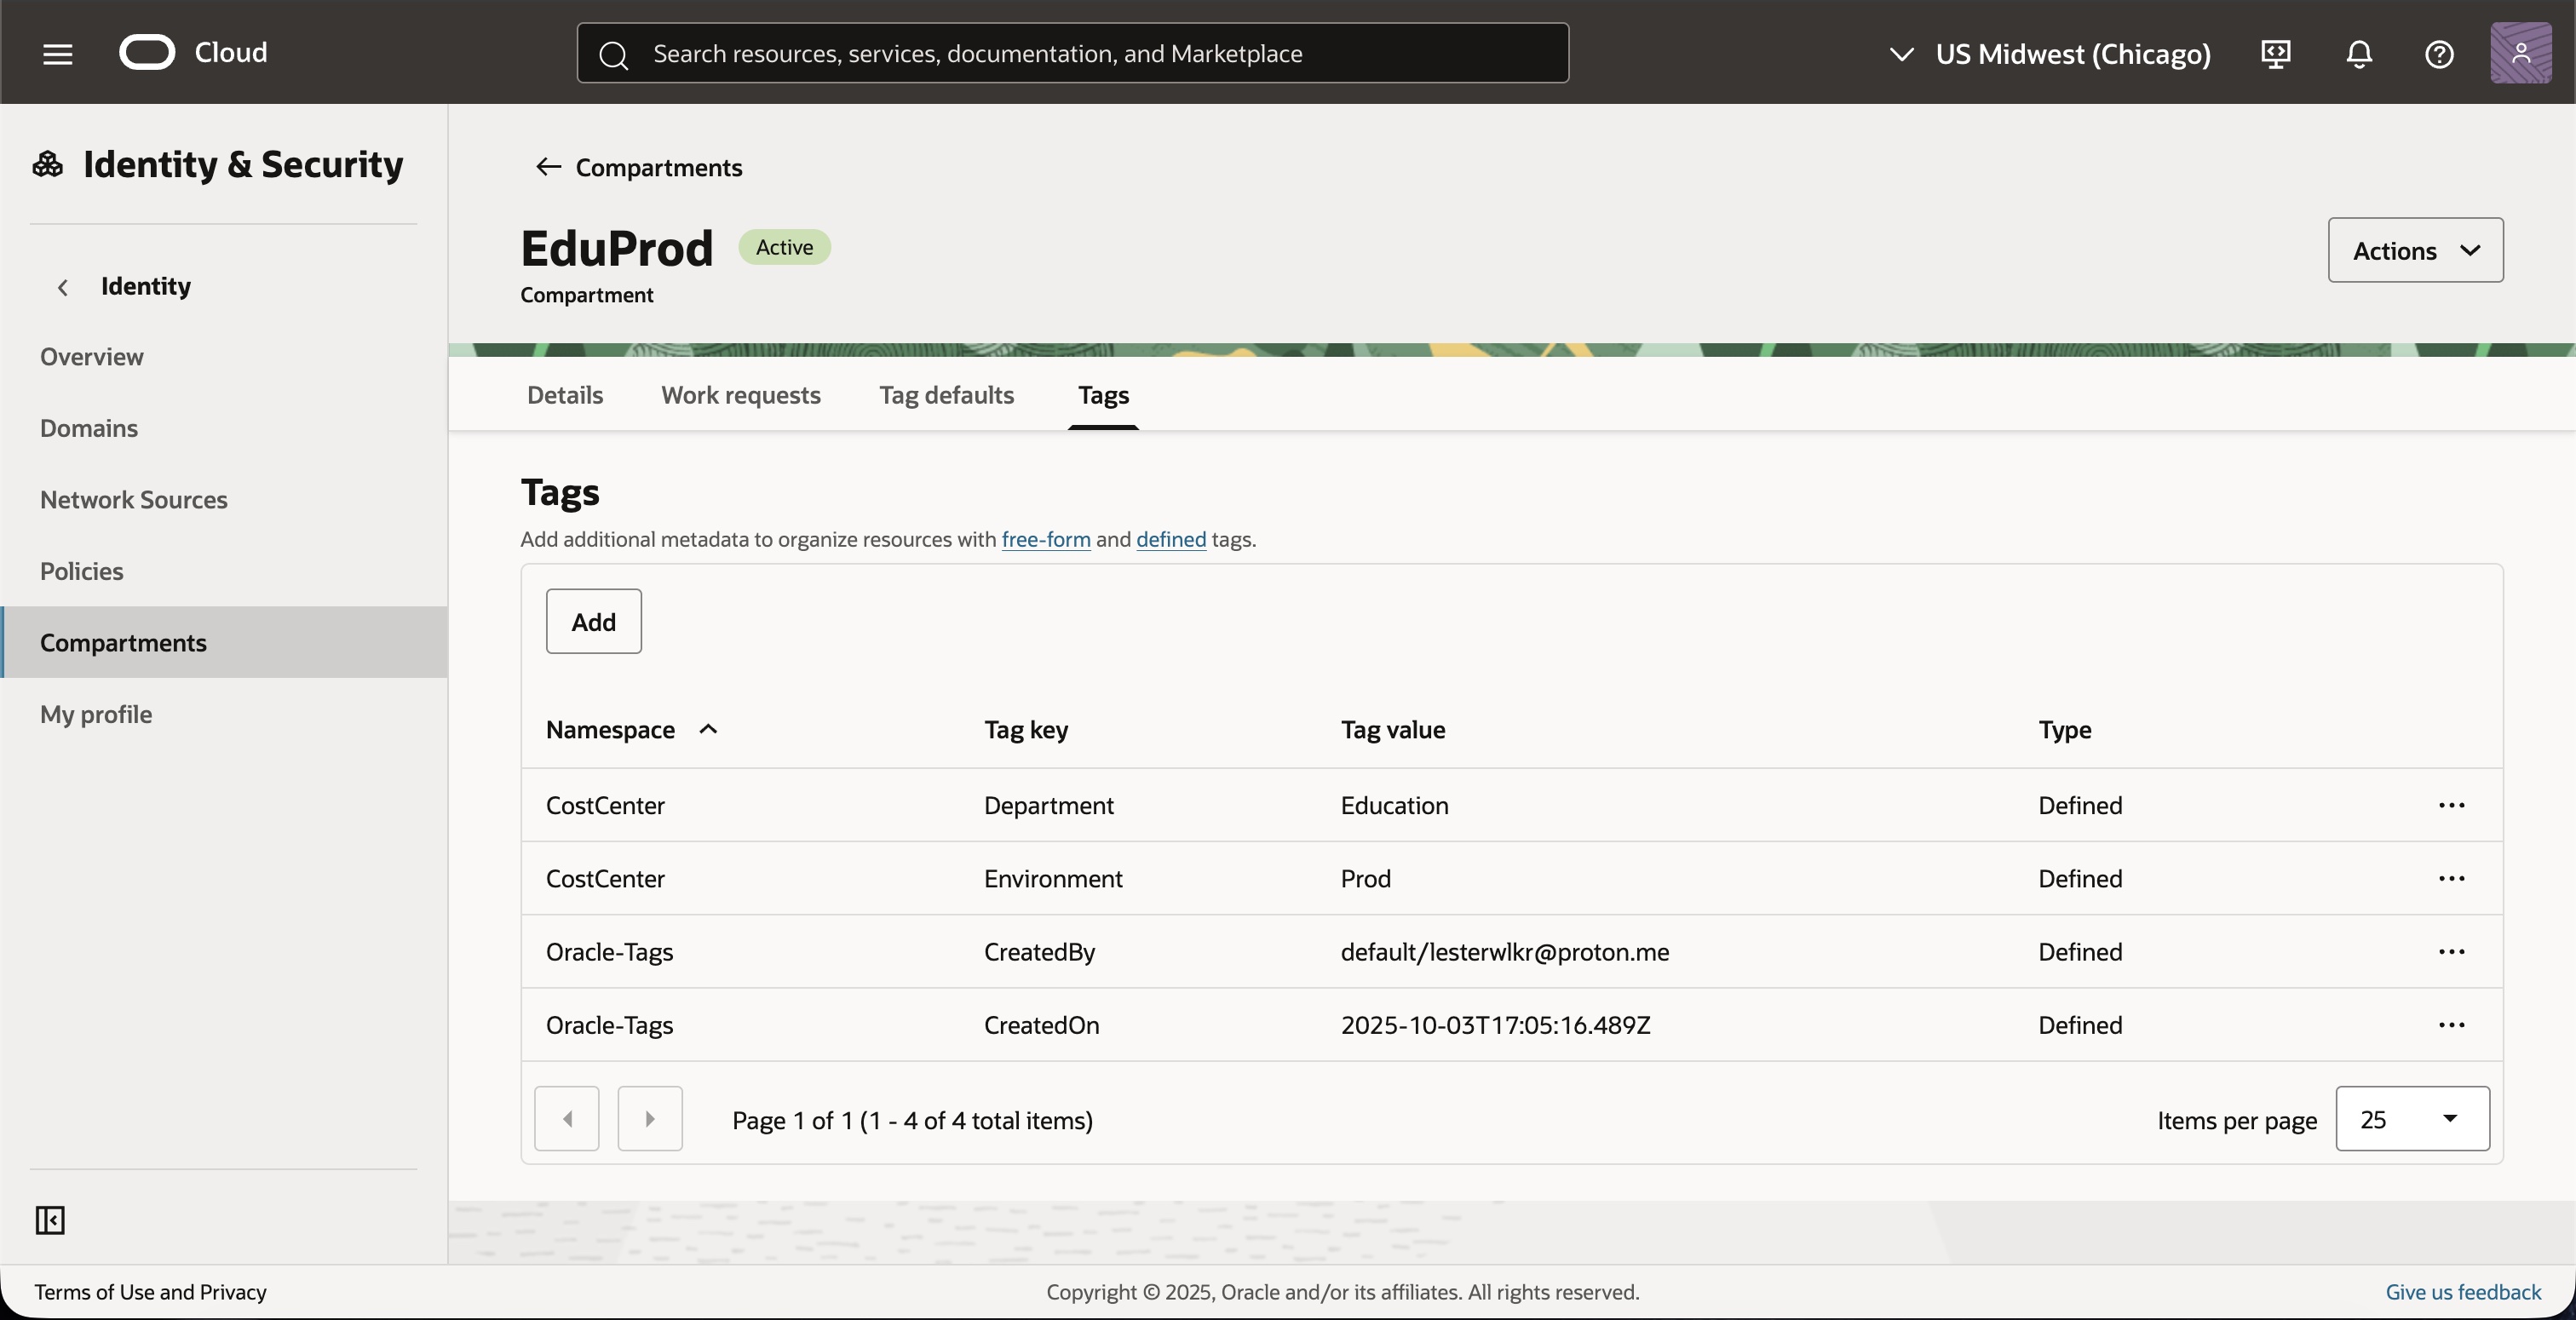 Cloud
Search resources, services, documentation, and Marketplace
US Midwest (Chicago)
Identity & Security
Identity
Overview
Domains
Network Sources
Policies
Compartments
My profile
Compartments
EduProd
Active
Compartment
Actions
Details Work requests Tag defaults Tags
Tags
Add additional metadata to organize resources with free-form and defined tags.
Add
Namespace Tag key Tag value Type
CostCenter Department Education Defined
CostCenter Environment Prod Defined
Oracle-Tags CreatedBy default/lesterwlkr@proton.me Defined
Oracle-Tags CreatedOn 2025-10-03T17:05:16.489Z Defined
Page 1 of 1 (1 - 4 of 4 total items)
Items per page 25
Terms of Use and Privacy
Copyright © 2025, Oracle and/or its affiliates. All rights reserved.
Give us feedback